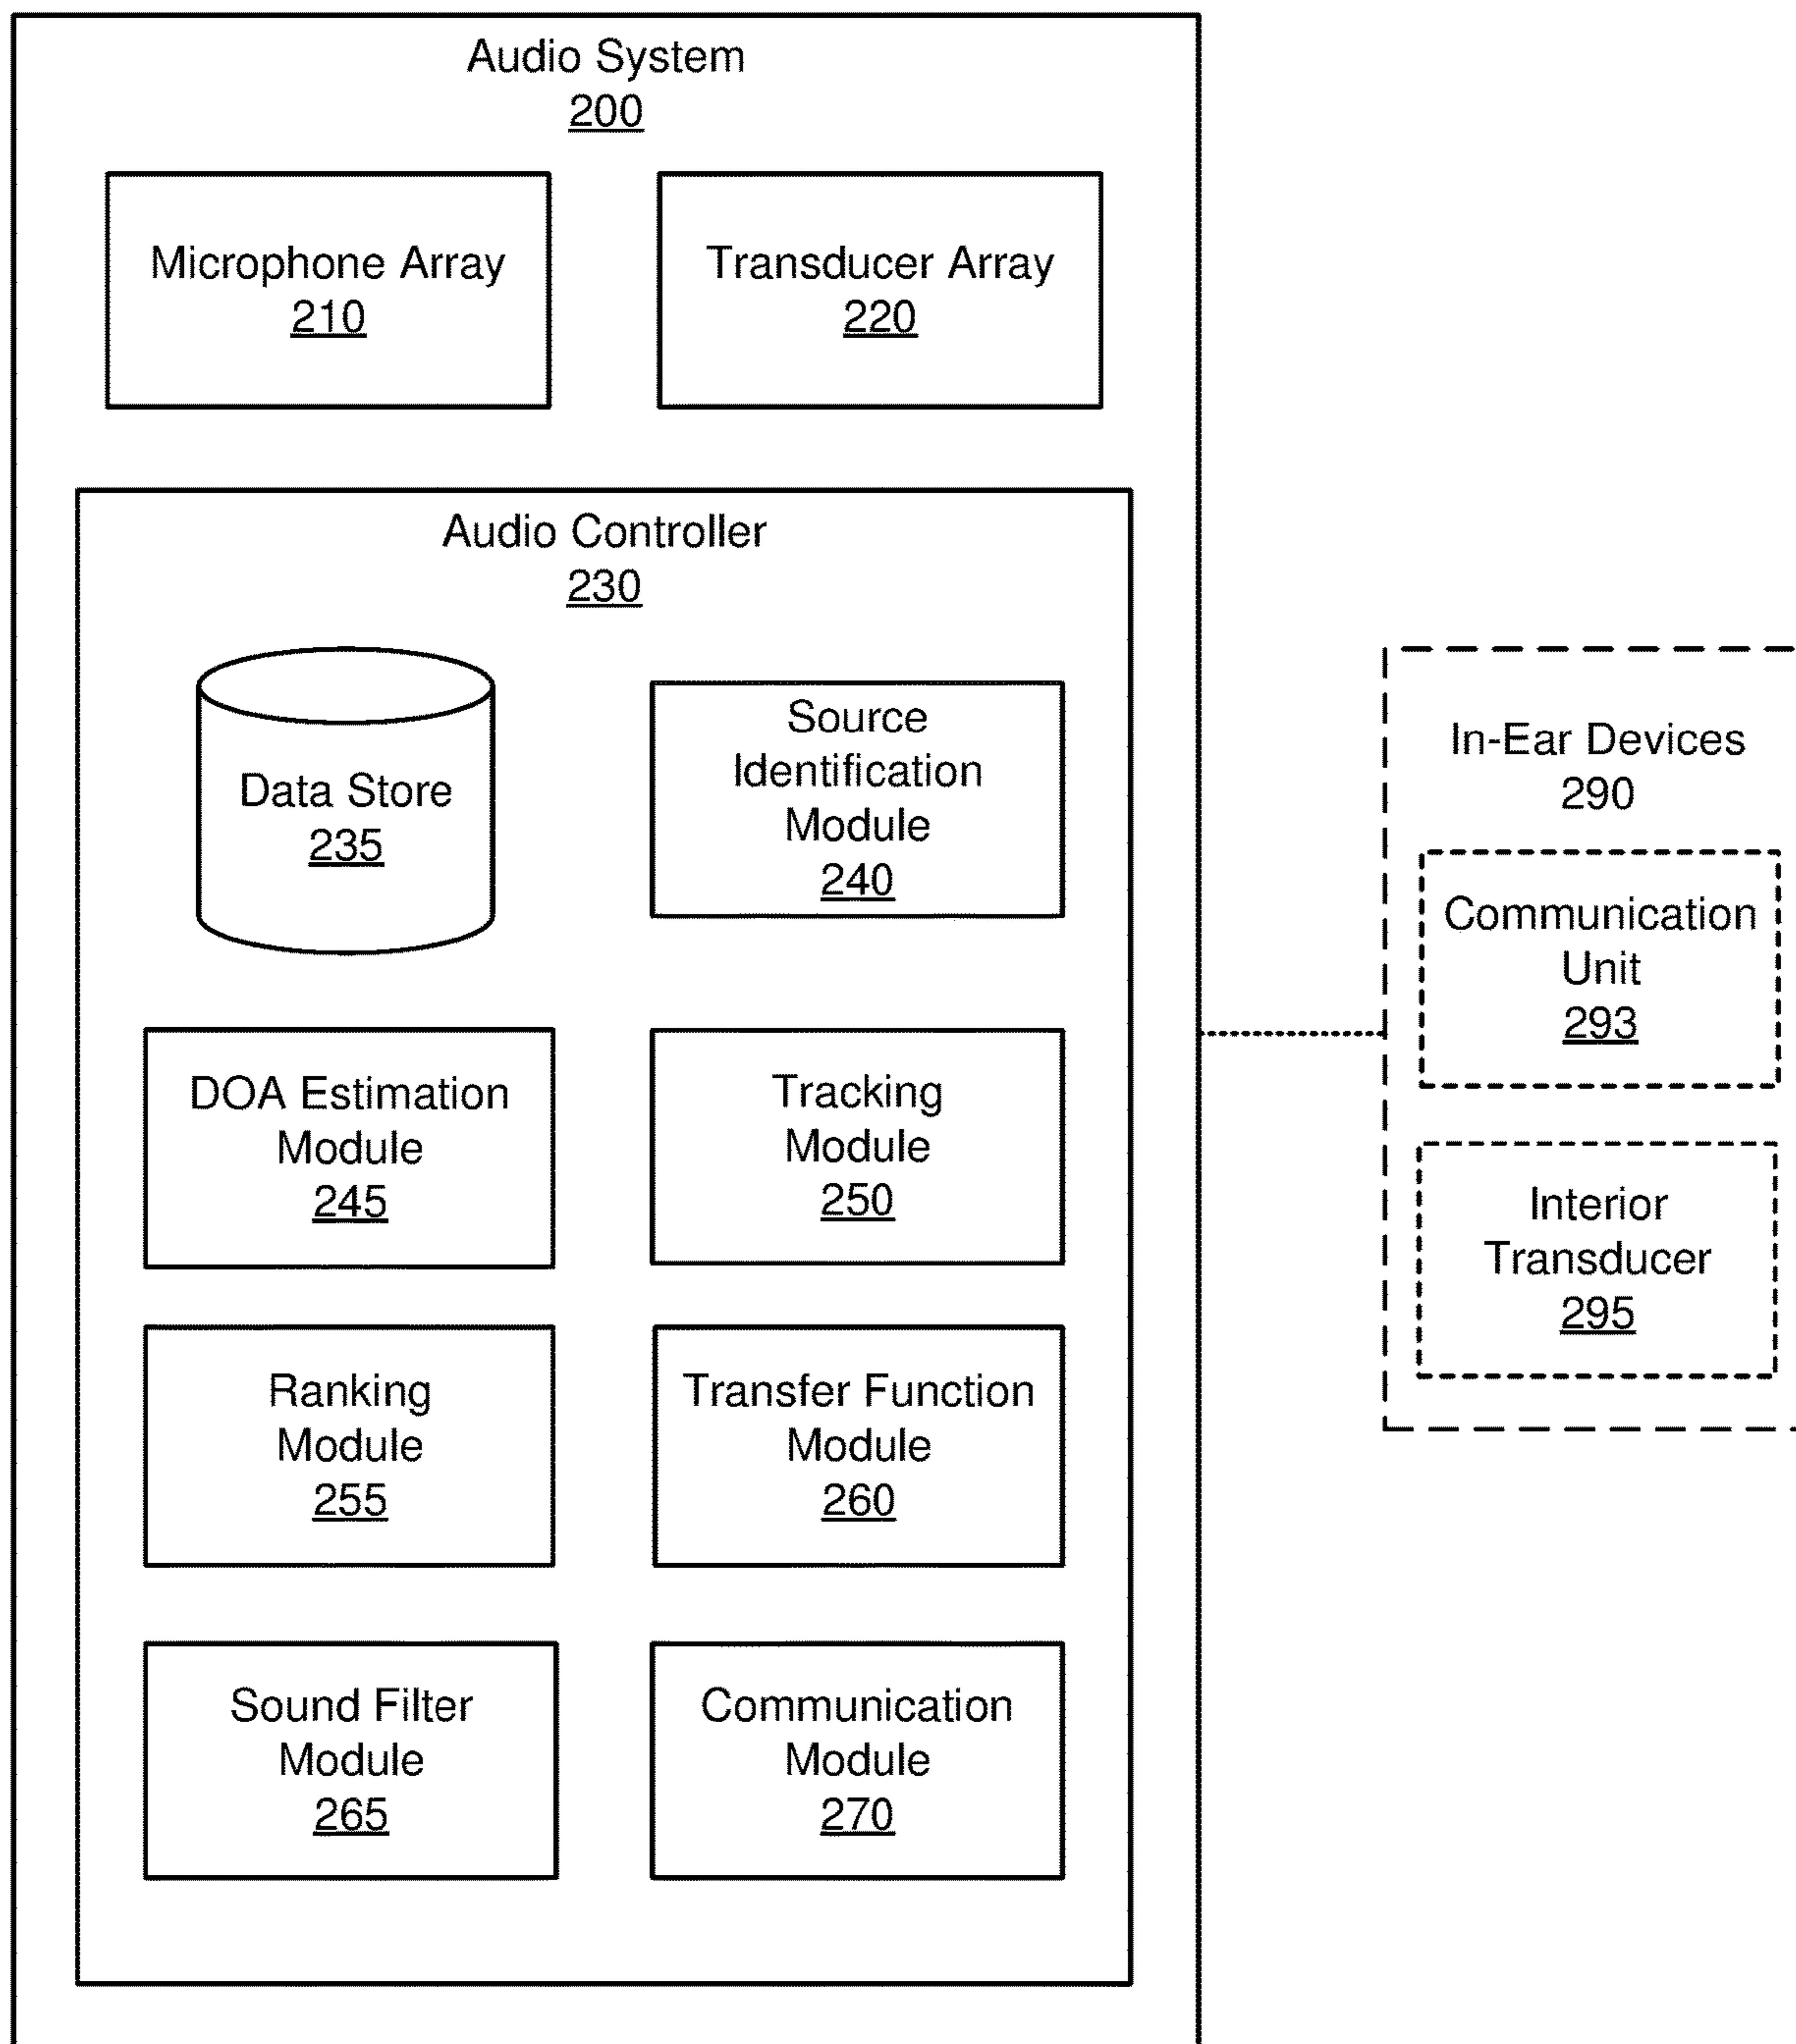 Audio System
200
Microphone Array
210
Transducer Array
220
Audio Controller
230
Data Store
235
Source
Identification
Module
240
DOA Estimation
Module
245
Tracking
Module
250
Ranking
Module
255
Transfer Function
Module
260
Sound Filter
Module
265
Communication
Module
270
In-Ear Devices
290
Communication
Unit
293
Interior
Transducer
295